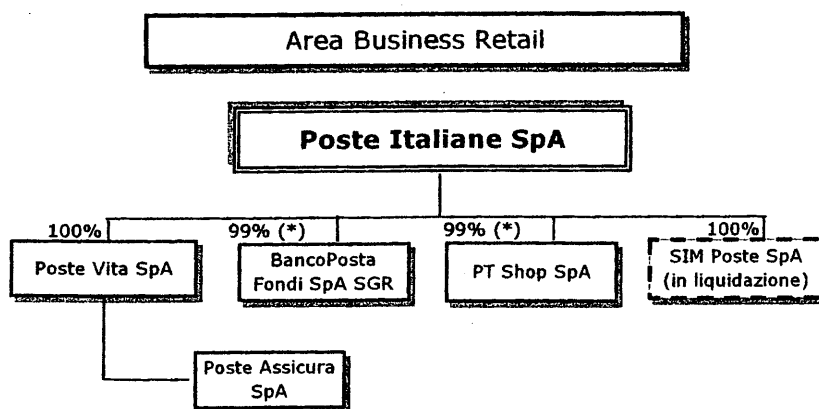 Area Business Retail
Poste Italiane SpA
100%
99% (*)
99% (*)
100%
Poste Vita SpA
BancoPosta
Fondi SpA SGR
PT Shop SpA
SIM Poste SpA
(in liquidazione)
Poste Assicura
SpA